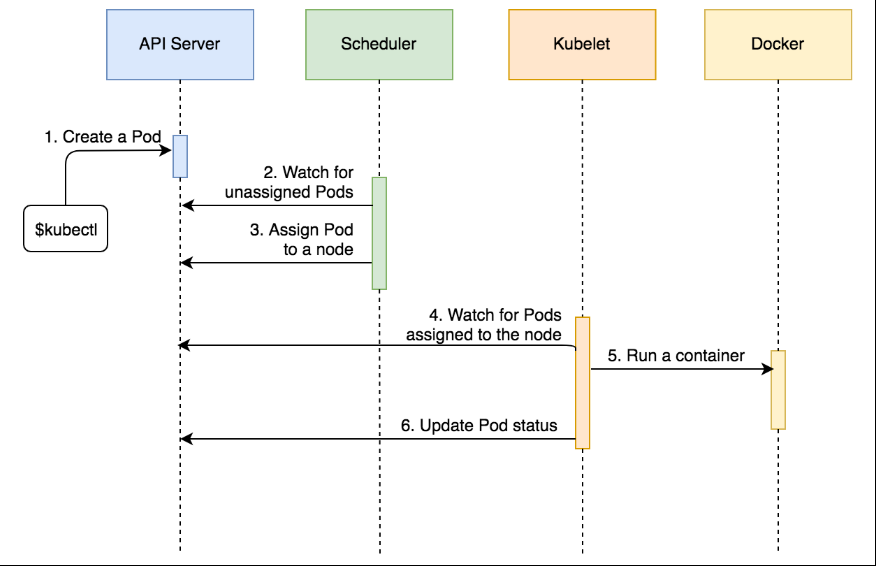 API Server
Scheduler
Kubelet
Docker
1. Create a Pod
2. Watch for
unassigned Pods
$kubectl
3. Assign Pod
to a node
4. Watch for Pods
assigned to the node
5. Run a container
6. Update Pod status